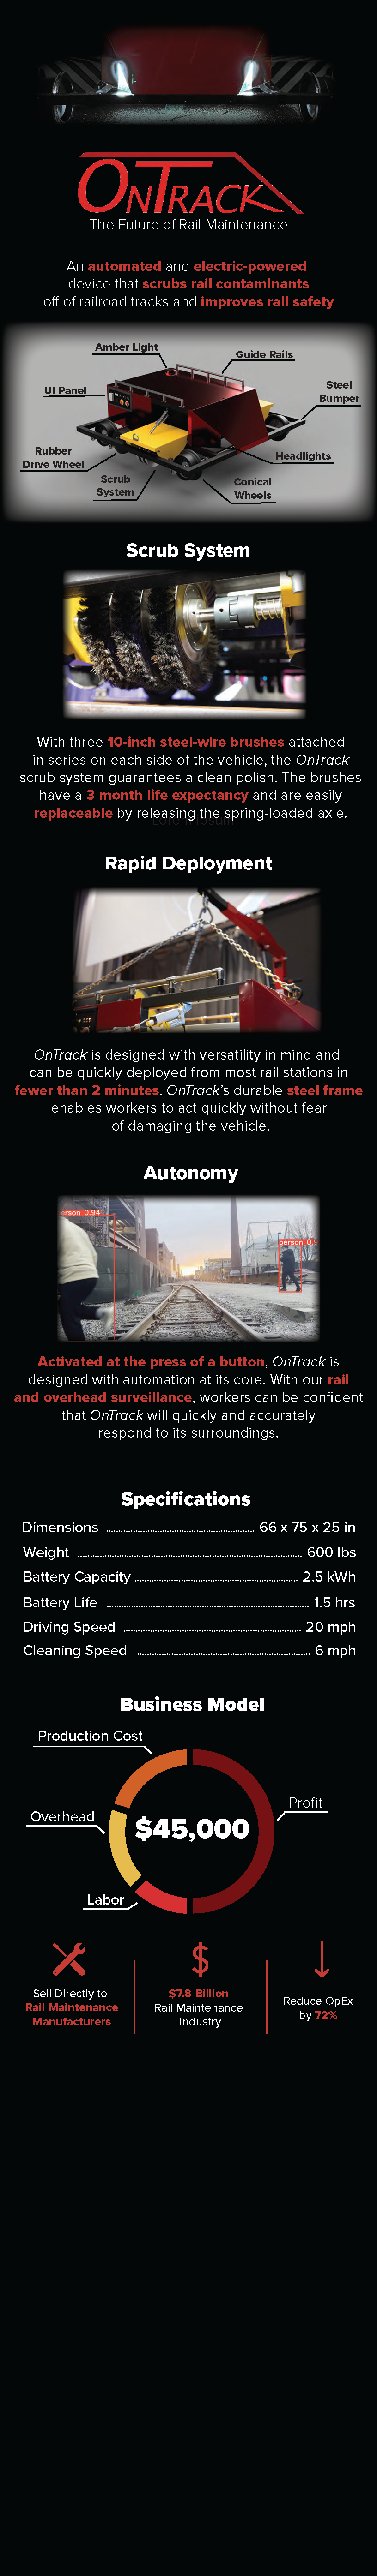 ONTRACK
The Future of Rail Maintenance
An automated and electric-powered
device that scrubs rail contaminants
off of railroad tracks and improves rail safety
Amber Light
Guide Rails
UI Panel
Steel
Bumper
Rubber
Drive Wheel
Headlights
Scrub
System
Conical
Wheels
Scrub System
With three 10-inch steel-wire brushes attached
in series on each side of the vehicle, the OnTrack
scrub system guarantees a clean polish. The brushes
have a 3 month life expectancy and are easily
replaceable by releasing the spring-loaded axle.
Lorem ipsum
Rapid Deployment
OnTrack is designed with versatility in mind and
can be quickly deployed from most rail stations in
fewer than 2 minutes. OnTrack's durable steel frame
enables workers to act quickly without fear
of damaging the vehicle.
Autonomy
erson 0.94
person 0.
Activated at the press of a button, OnTrack is
designed with automation at its core. With our rail
and overhead surveillance, workers can be confident
that OnTrack will quickly and accurately
respond to its surroundings.
Specifications
Dimensions ........................................................ 66 x 75 x 25 in
Weight ........................................................ 600 lbs
Battery Capacity ........................................................ 2.5 kWh
Battery Life ........................................................ 1.5 hrs
Driving Speed ........................................................ 20 mph
Cleaning Speed ........................................................ 6 mph
Business Model
Production Cost
Profit
Overhead
$45,000
Labor
$
Sell Directly to
Rail Maintenance
Manufacturers
$7.8 Billion
Rail Maintenance
Industry
Reduce OpEx
by 72%